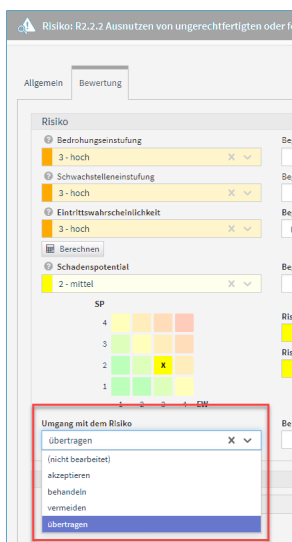 Risiko: R2.2.2 Ausnutzen von ungerechtfertigten oder
Allgemein Bewertung
Risiko
Bedrohungseinstufung
3 - hoch
Schwachstelleneinstufung
3 - hoch
Eintrittswahrscheinlichkeit
3 - hoch
Berechnen
Schadenspotential
2 - mittel
SP
4
3
2 X
1
1 2 3 4 EW
Umgang mit dem Risiko
übertragen
(nicht bearbeitet)
akzeptieren
behandeln
vermeiden
übertragen